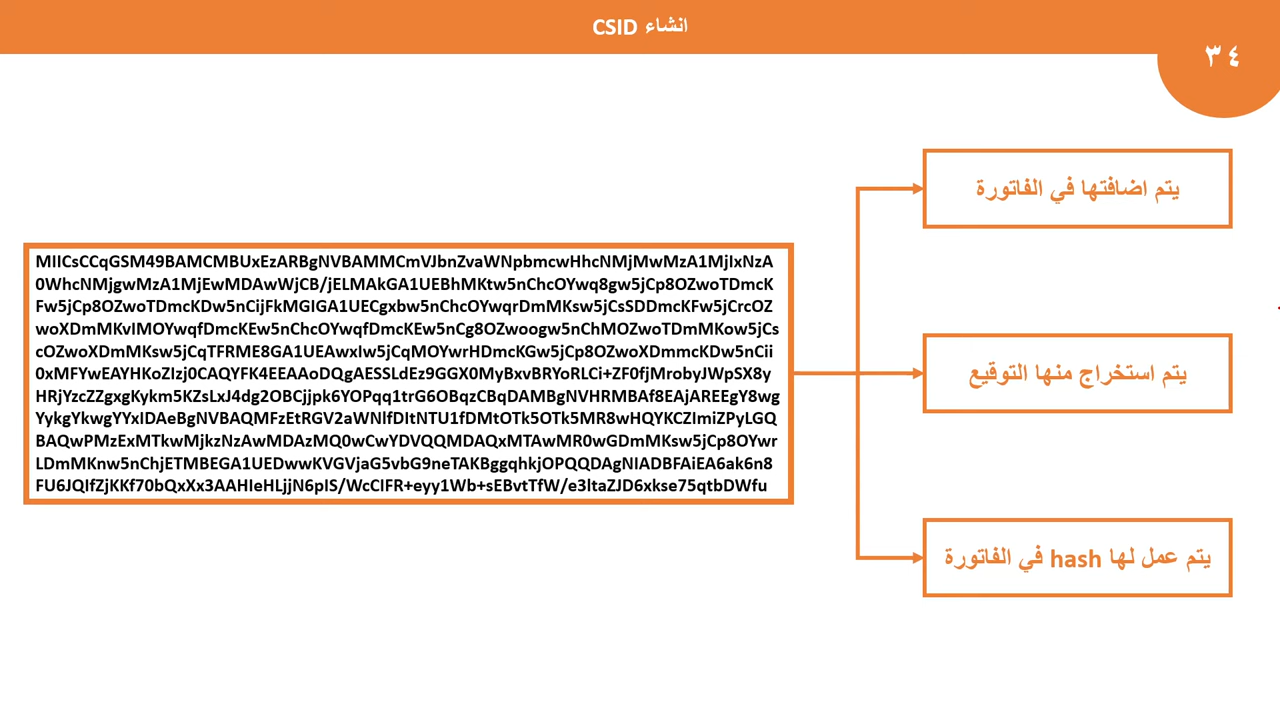 انشاء CSID
٣٤
يتم اضافتها في الفاتورة
MIICsCCqGSM49BAMCMBUxEzARBgNVBAMMCmVJbnZvaWNpbmcwHhcNMjMwMzA1MjIxNzA
0WhcNMjgwMzA1MjEwMDAwWjCB/jELMAkGA1UEBhMKtw5nChcOYwq8gw5jCp8OZwoTDmcK
Fw5jCp8OZwoTDmcKDw5nCijFkMGIGA1UECgxbw5nChcOYwqrDmMKsw5jCsSDDmcKFw5jCrcOZ
woXDmMKvIMOYwqfDmcKEw5nChcOYwqfDmcKEw5nCg8OZwoogw5nChMOZwoTDmMKow5jCs
cOZwoXDmMKsw5jCqTFRME8GA1UEAwxIw5jCqMOYwrHDmcKGw5jCp8OZwoXDmmcKDw5nCii
0xMFYwEAYHKoZIzj0CAQYFK4EEAAoDQgAESSLdEz9GGX0MyBxvBRYoRLCi+ZF0fjMrobyJWpSX8y
HRjYzcZZgxgKykm5KZsLxJ4dg2OBCjjpk6YOPqq1trG6OBqzCBqDAMBgNVHRMBAf8EAjAREEgY8wg
YykgYkwgYYxIDAeBgNVBAQMFzEtRGV2aWNlfDItNTU1fDMtOTk5OTk5MR8wHQYKCZImiZPyLGQ
BAQwPMzExMTkwMjkzNzAwMDAzMQ0wCwYDVQQMDAQxMTAwMR0wGDmMKsw5jCp8OYwr
LDmMKnw5nChjETMBEGA1UEDwwKVGVjaG5vbG9neTAKBggqhkjOPQQDAgNIADBFAiEA6ak6n8
FU6JQIfZjKKf70bQxXx3AAHIeHLjjN6pIS/WcCIFR+eyy1Wb+sEBvtTfW/e3ltaZJD6xkse75qtbDWfu
يتم استخراج منها التوقيع
يتم عمل لها hash في الفاتورة